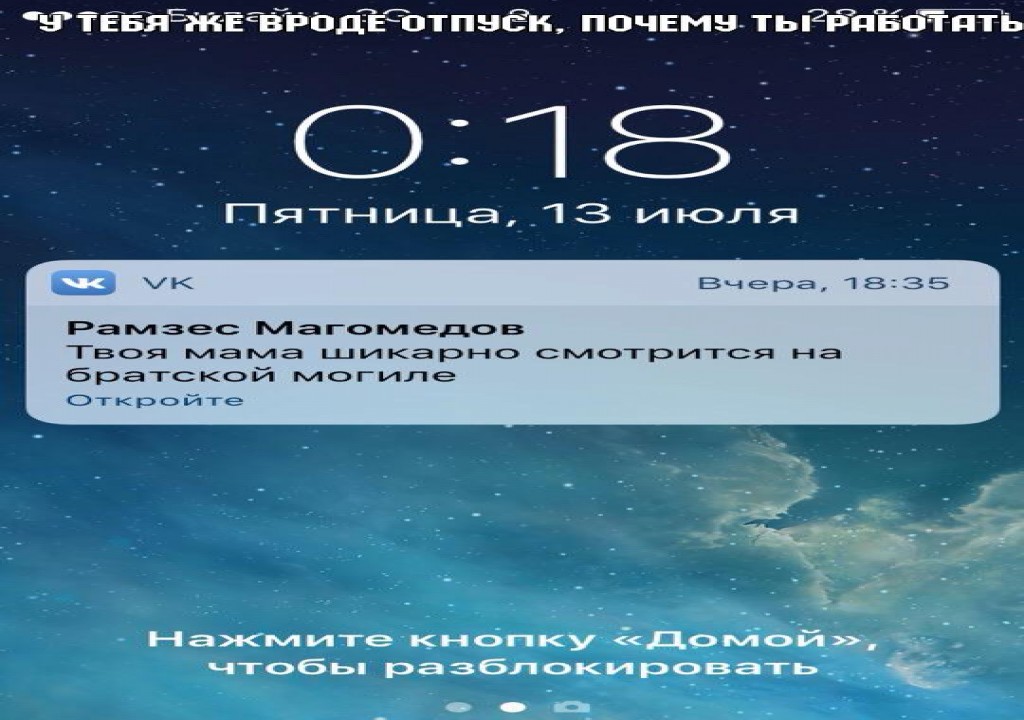 У ТЕБЯ ЖЕ ВРОДЕ ОТПУСК, ПОЧЕМУ ТЫ РАБОТАТЬ
0:18
Пятница, 13 июля
VK
Вчера, 18:35
Рамзес Магомедов
Твоя мама шикарно смотрится на
братской могиле
Откройте
Нажмите кнопку «Домой»,
чтобы разблокировать